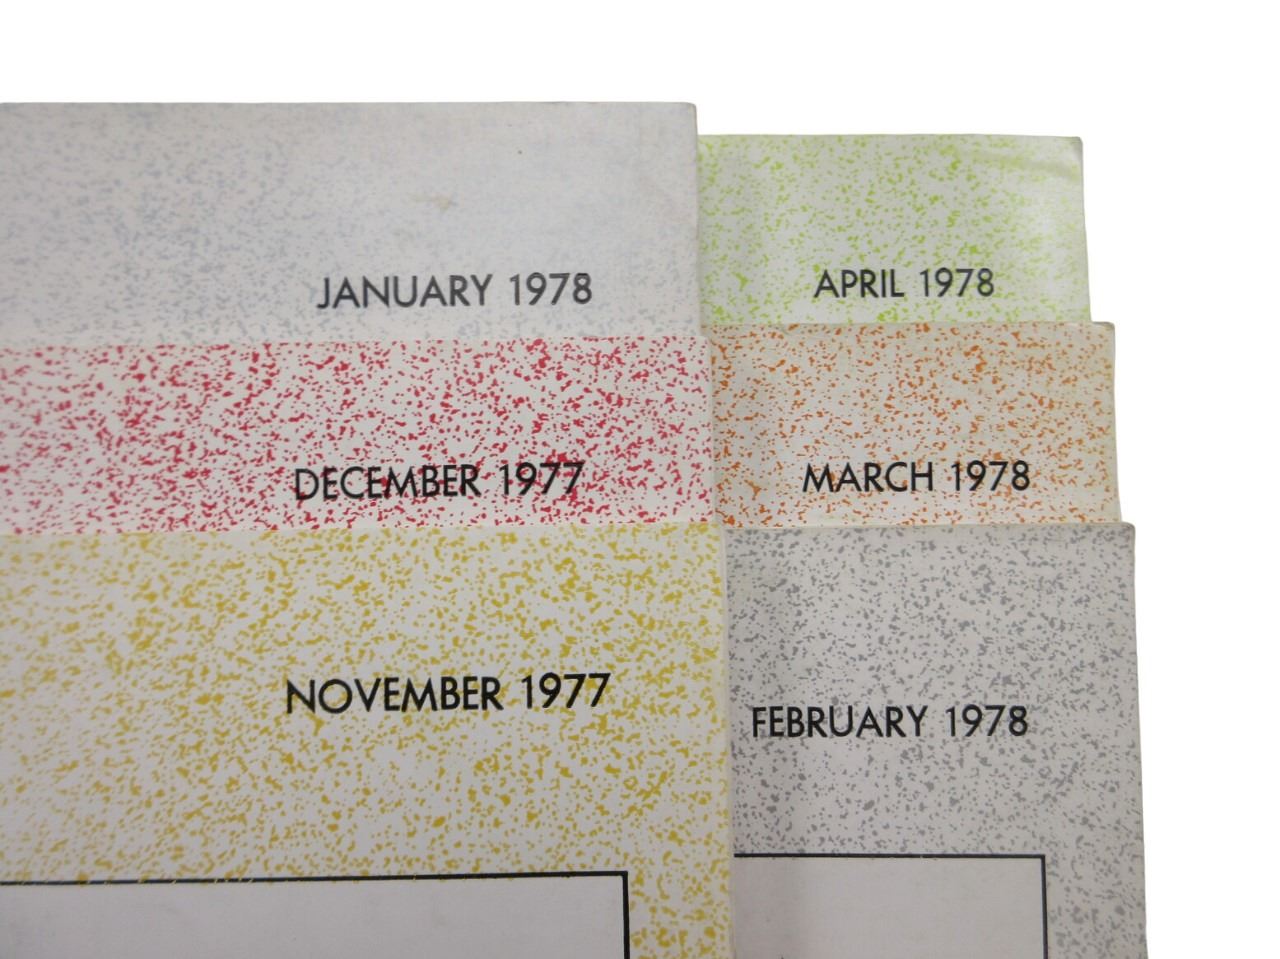 JANUARY 1978
DECEMBER 1977
NOVEMBER 1977
APRIL 1978
MARCH 1978
FEBRUARY 1978